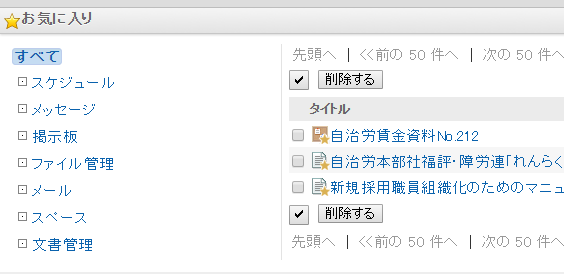 お気に入り
すべて
スケジュール
メッセージ
掲示板
ファイル管理
メール
スペース
文書管理
先頭へ | <<前の 50 件へ | 次の 50 件へ
削除する
タイトル
自治労賃金資料No.212
自治労本部社福評・障労連「れんらく
新規採用職員組織化のためのマニュ
削除する
先頭へ | <<前の 50 件へ | 次の 50 件へ